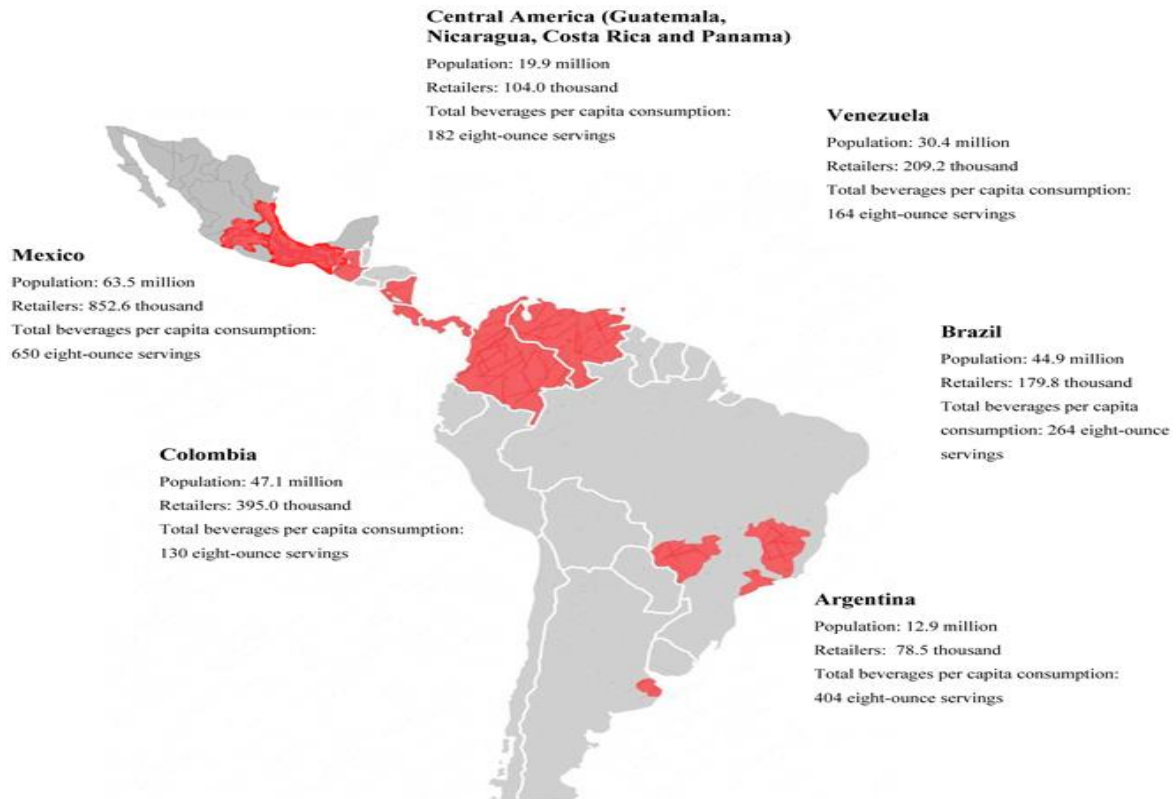 Central America (Guatemala,
Nicaragua, Costa Rica and Panama)
Population: 19.9 million
Retailers: 104.0 thousand
Total beverages per capita consumption:
182 eight-ounce servings
Venezuela
Population: 30.4 million
Retailers: 209.2 thousand
Total beverages per capita consumption:
164 eight-ounce servings
Mexico
Population: 63.5 million
Retailers: 852.6 thousand
Total beverages per capita consumption:
650 eight-ounce servings
Brazil
Population: 44.9 million
Retailers: 179.8 thousand
Total beverages per capita
consumption: 264 eight-ounce
servings
Colombia
Population: 47.1 million
Retailers: 395.0 thousand
Total beverages per capita consumption:
130 eight-ounce servings
Argentina
Population: 12.9 million
Retailers: 78.5 thousand
Total beverages per capita consumption:
404 eight-ounce servings